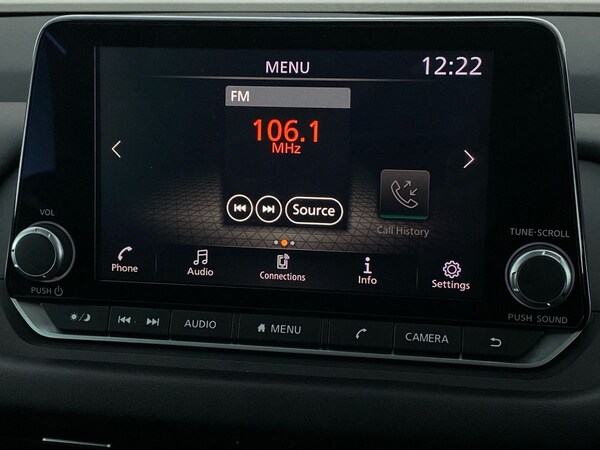 MENU
12:22
FM
106.1
MHz
Source
Call History
VOL
TUNE·SCROLL
Phone
Audio
Connections
Info
Settings
PUSH
PUSH SOUND
AUDIO
MENU
CAMERA